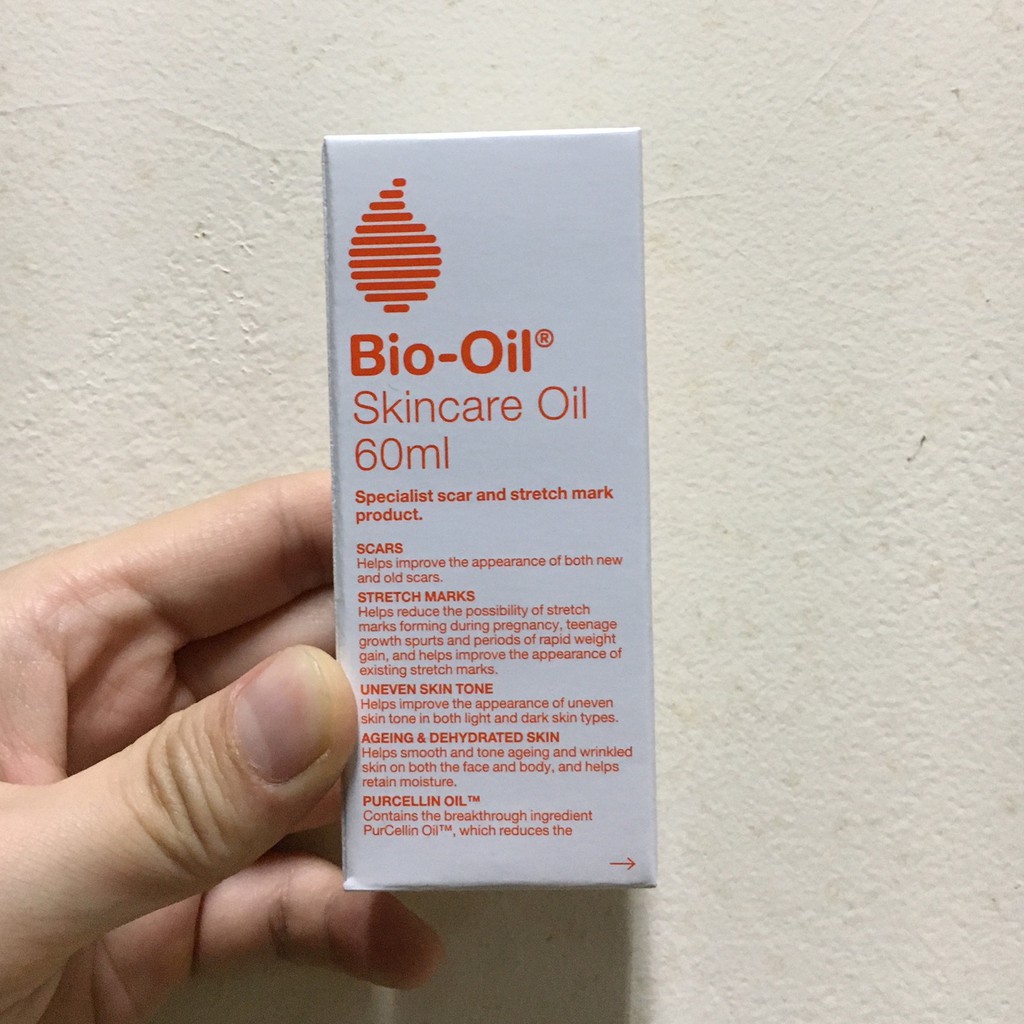 Bio-Oil®
Skincare Oil
60ml
Specialist scar and stretch mark
product.
SCARS
Helps improve the appearance of both new
and old scars.
STRETCH MARKS
Helps reduce the possibility of stretch
marks forming during pregnancy, teenage
growth spurts and periods of rapid weight
gain, and helps improve the appearance of
existing stretch marks.
UNEVEN SKIN TONE
Helps improve the appearance of uneven
skin tone in both light and dark skin types.
AGEING & DEHYDRATED SKIN
Helps smooth and tone ageing and wrinkled
skin on both the face and body, and helps
retain moisture.
PURCELLIN OIL™
Contains the breakthrough ingredient
PurCellin Oil™, which reduces the